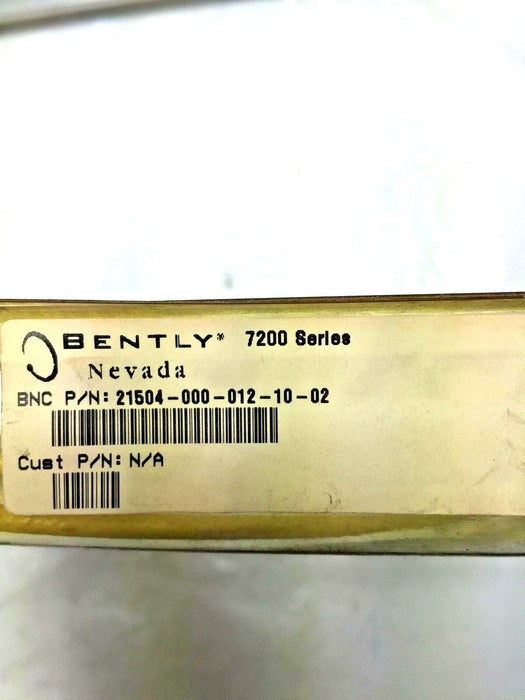 BENTLY® 7200 Series
Nevada
BNC P/N: 21504-000-012-10-02
Cust P/N: N/A